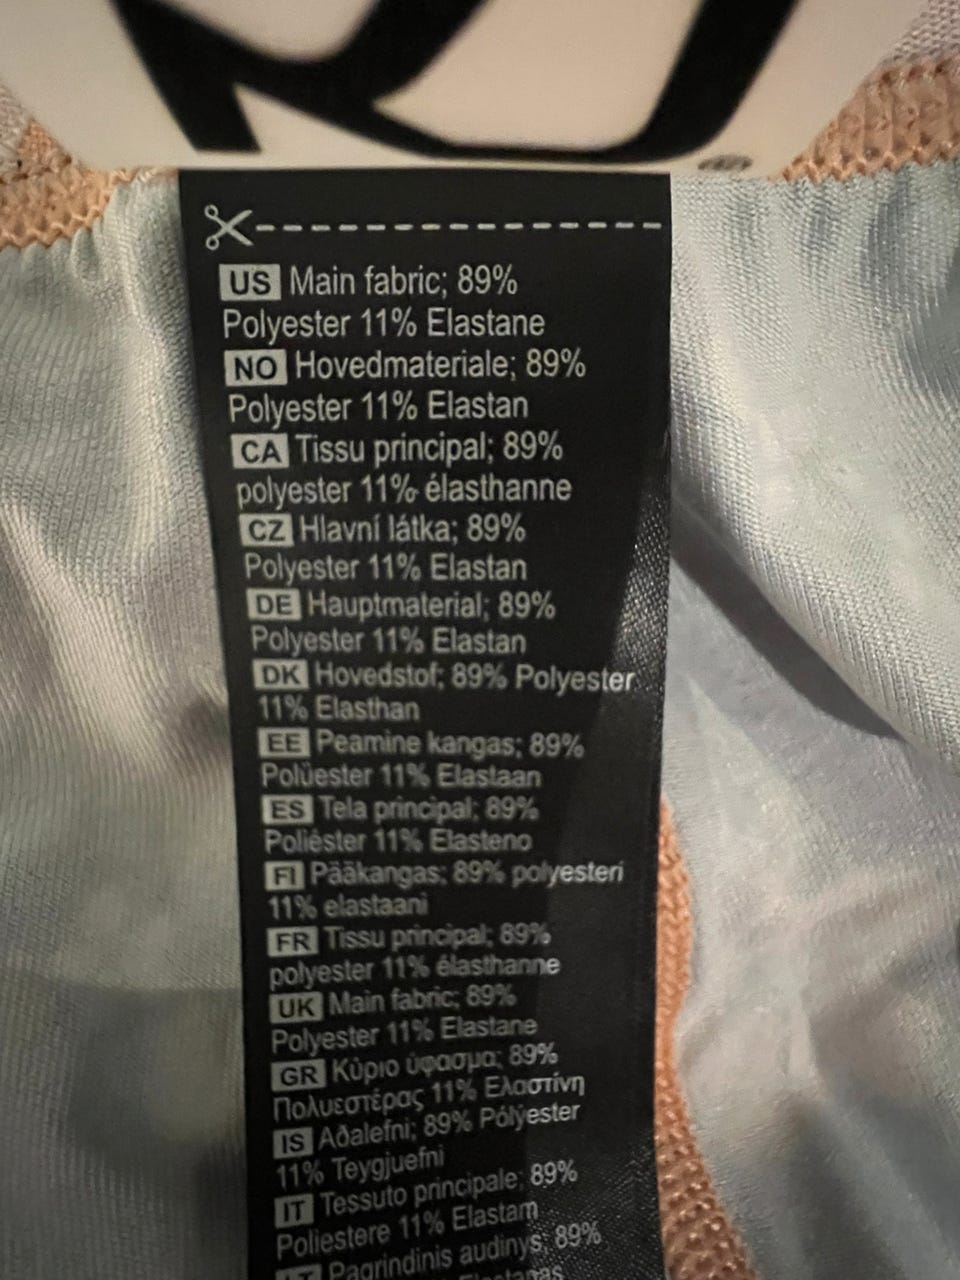 US Main fabric; 89%
Polyester 11% Elastane
NO Hovedmateriale; 89%
Polyester 11% Elastan
CA Tissu principal; 89%
polyester 11% élasthanne
CZ Hlavní látka; 89%
Polyester 11% Elastan
DE Hauptmaterial; 89%
Polyester 11% Elastan
DK Hovedstof; 89% Polyester
11% Elasthan
EE Peamine kangas; 89%
Polüester 11% Elastaan
ES Tela principal; 89%
Poliéster 11% Elasteno
FI Pääkangas; 89% polyesteri
11% elastaani
FR Tissu principal; 89%
polyester 11% élasthanne
UK Main fabric; 89%
Polyester 11% Elastane
GR Κύριο ύφασμα; 89%
Πολυεστέρας 11% Ελαστίνη
IS Aðalefni; 89% Pólýester
11% Teygjuefni
IT Tessuto principale; 89%
Poliestere 11% Elastam
LT Pagrindinis audinys; 89%